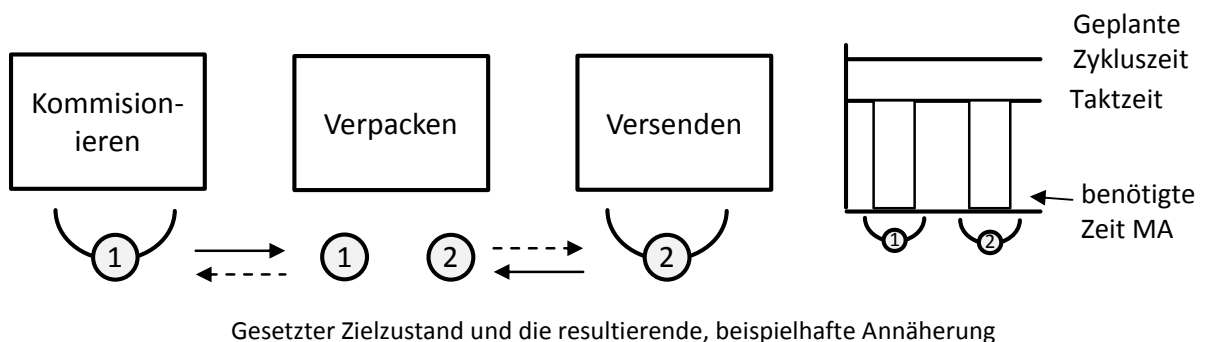 Kommision-
ieren
1
Verpacken
1
2
Versenden
2
Geplante
Zykluszeit
Taktzeit
benötigte
Zeit MA
1
2
Gesetzter Zielzustand und die resultierende, beispielhafte Annäherung